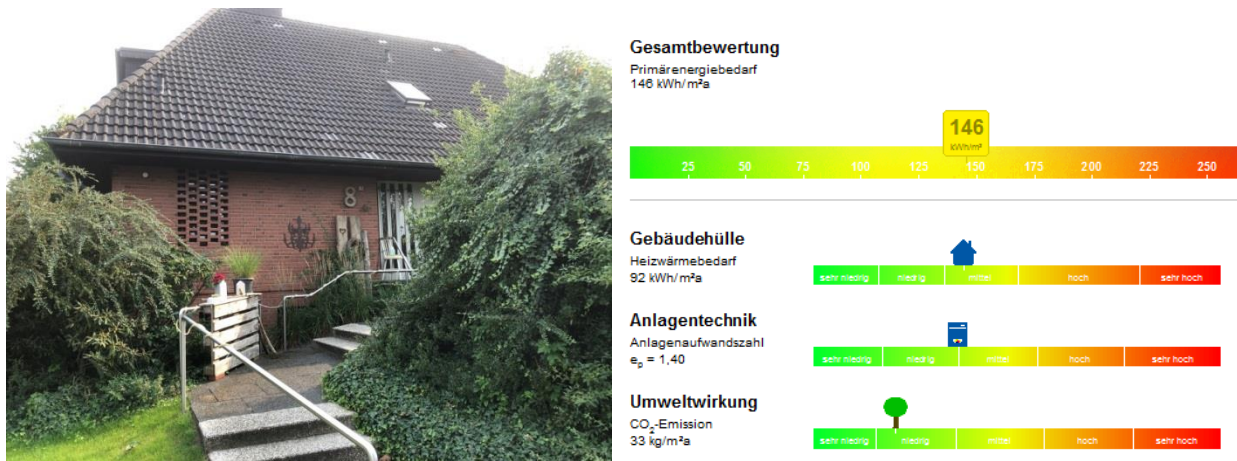 8
Gesamtbewertung
Primärenergiebedarf
146 kWh/m²a
146
kWh/m²
25 50 75 100 125 150 175 200 225 250
Gebäudehülle
Heizwärmebedarf
92 kWh/m²a
sehr niedrig niedrig mittel hoch sehr hoch
Anlagentechnik
Anlagenaufwandszahl
eₚ = 1,40
sehr niedrig niedrig mittel hoch sehr hoch
Umweltwirkung
CO₂-Emission
33 kg/m²a
sehr niedrig niedrig mittel hoch sehr hoch